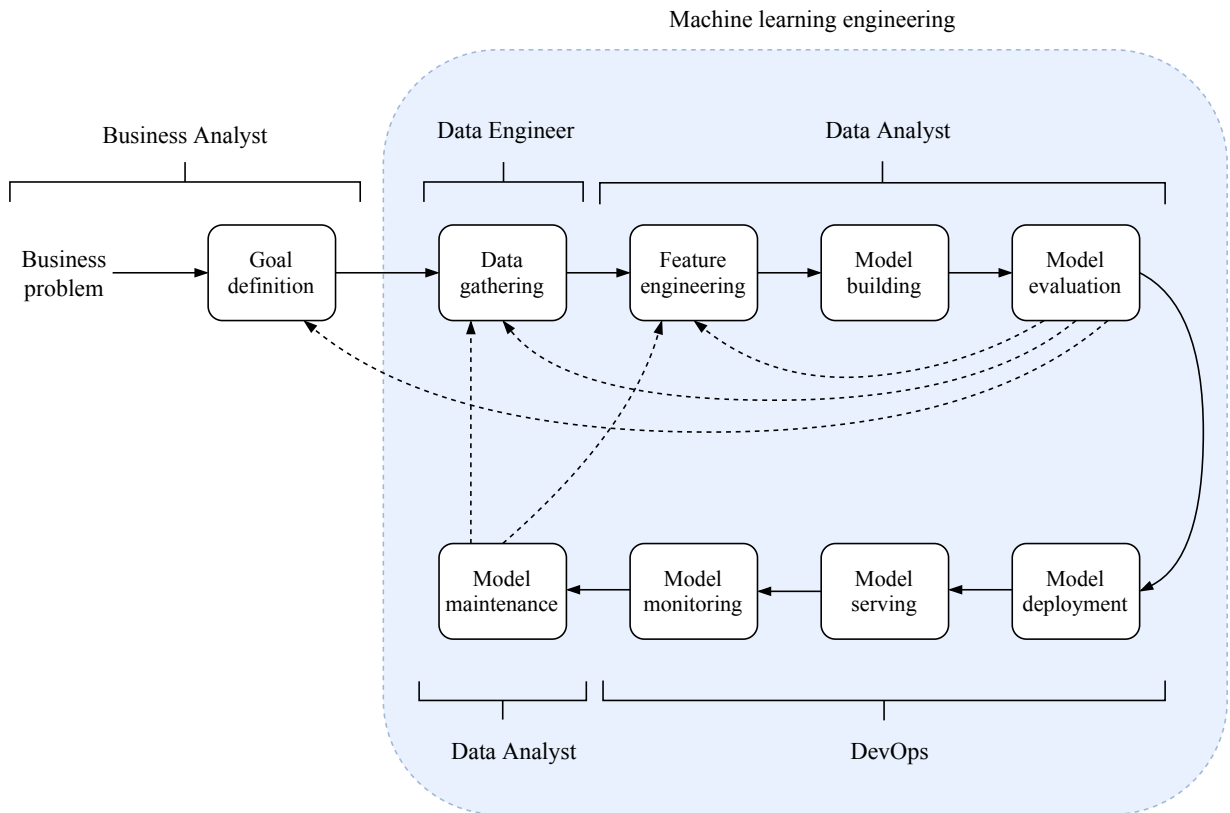 Machine learning engineering
Business Analyst
Data Engineer
Data Analyst
Business
problem
Goal
definition
Data
gathering
Feature
engineering
Model
building
Model
evaluation
Model
maintenance
Model
monitoring
Model
serving
Model
deployment
Data Analyst
DevOps